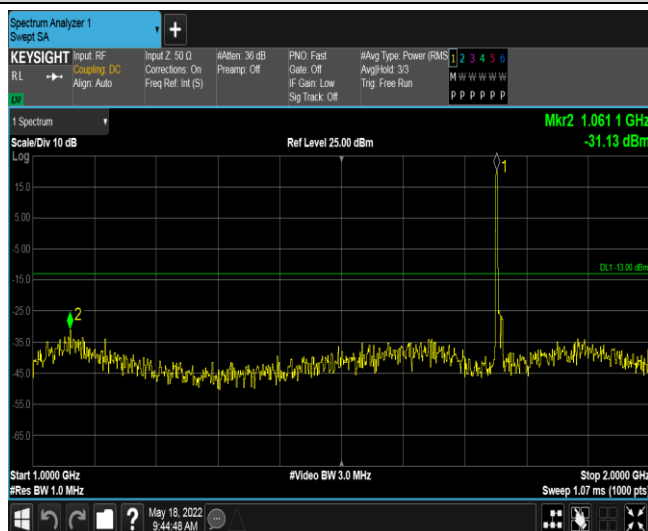 Spectrum Analyzer 1
Swept SA
+
KEYSIGHT
RL
LXI
Input: RF
Coupling: DC
Align: Auto
Input Z: 50 Ω
Corrections: On
Freq Ref: Int (S)
#Atten: 36 dB
Preamp: Off
PNO: Fast
Gate: Off
IF Gain: Low
Sig Track: Off
#Avg Type: Power (RMS
Avg|Hold: 3/3
Trig: Free Run
1 2 3 4 5 6
M W W W W W
P P P P P P
1 Spectrum
Mkr2 1.061 1 GHz
-31.13 dBm
Scale/Div 10 dB
Ref Level 25.00 dBm
Log
1
15.0
5.00
-5.00
DL1 -13.00 dBm
-15.0
-25.0
2
-35.0
-45.0
-55.0
-65.0
Start 1.0000 GHz
#Video BW 3.0 MHz
Stop 2.0000 GHz
#Res BW 1.0 MHz
Sweep 1.07 ms (1000 pts)
?
May 18, 2022
9:44:48 AM